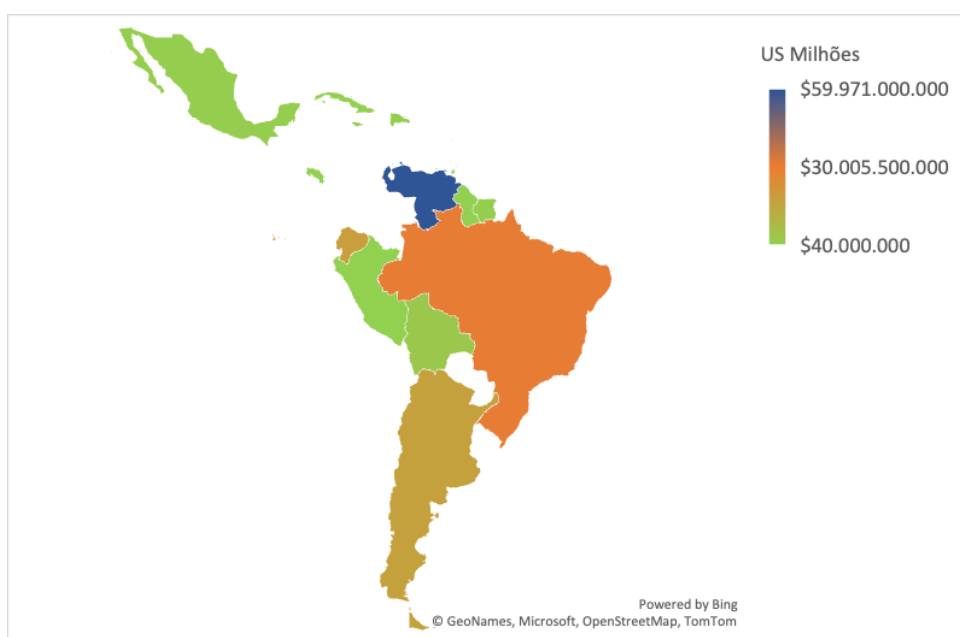 US Milhões
$59.971.000.000
$30.005.500.000
$40.000.000
Powered by Bing
© GeoNames, Microsoft, OpenStreetMap, TomTom